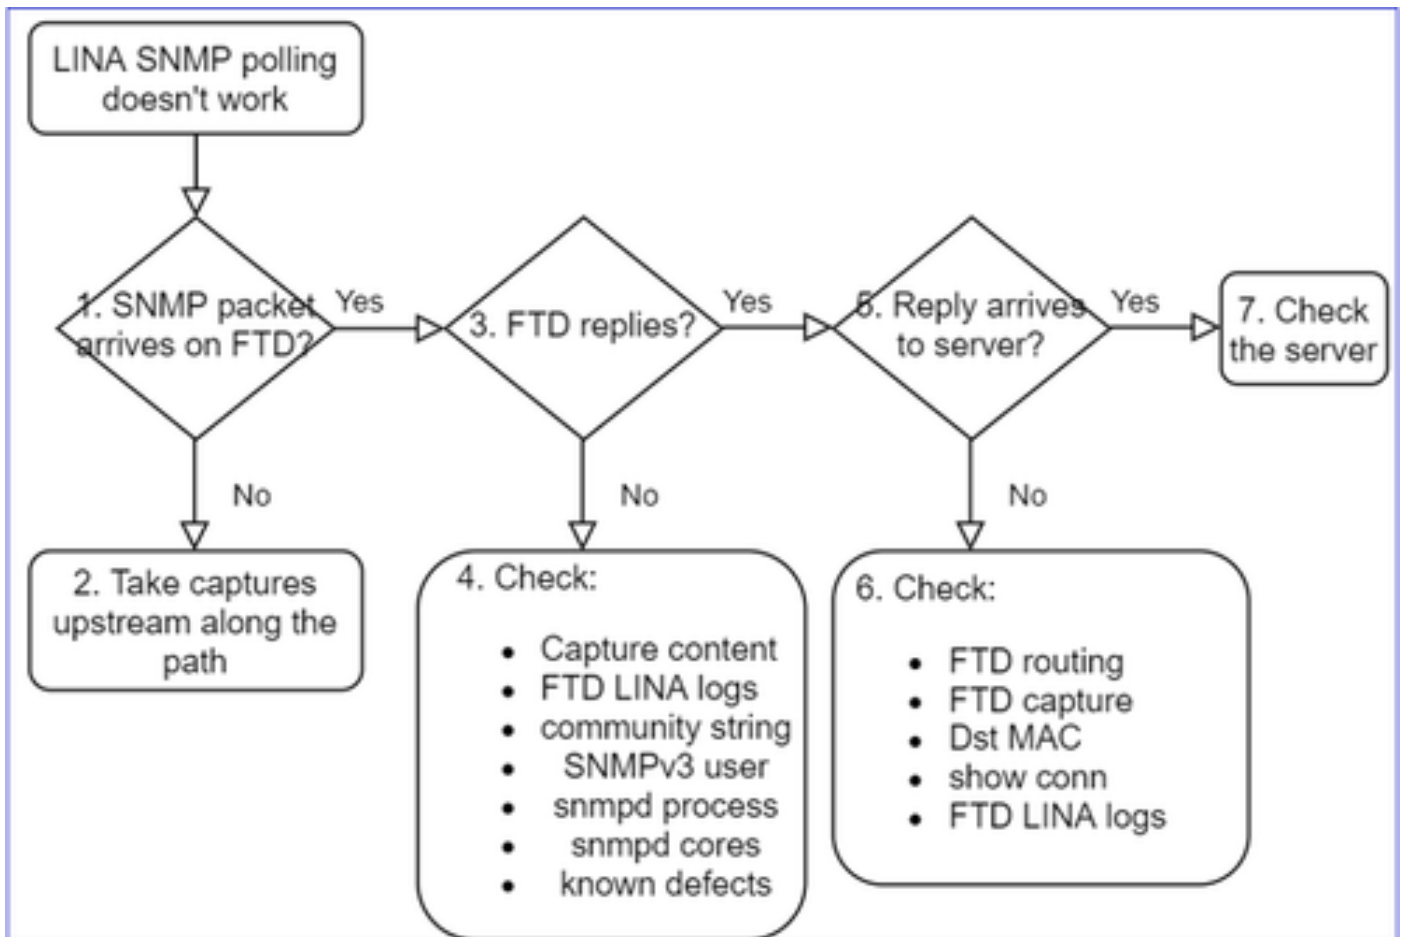 LINA SNMP polling
doesn't work
1. SNMP packet
arrives on FTD?
Yes
3. FTD replies?
Yes
5. Reply arrives
to server?
Yes
7. Check
the server
No
No
No
2. Take captures
upstream along the
path
4. Check:
• Capture content
• FTD LINA logs
• community string
• SNMPv3 user
• snmpd process
• snmpd cores
• known defects
6. Check:
• FTD routing
• FTD capture
• Dst MAC
• show conn
• FTD LINA logs